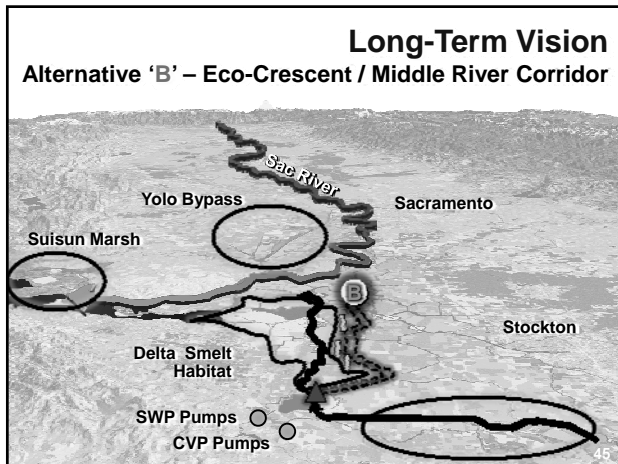 Long-Term Vision
Alternative ‘B’ – Eco-Crescent / Middle River Corridor
Sac River
Yolo Bypass
Sacramento
Suisun Marsh
B
Stockton
Delta Smelt
Habitat
SWP Pumps
CVP Pumps
45